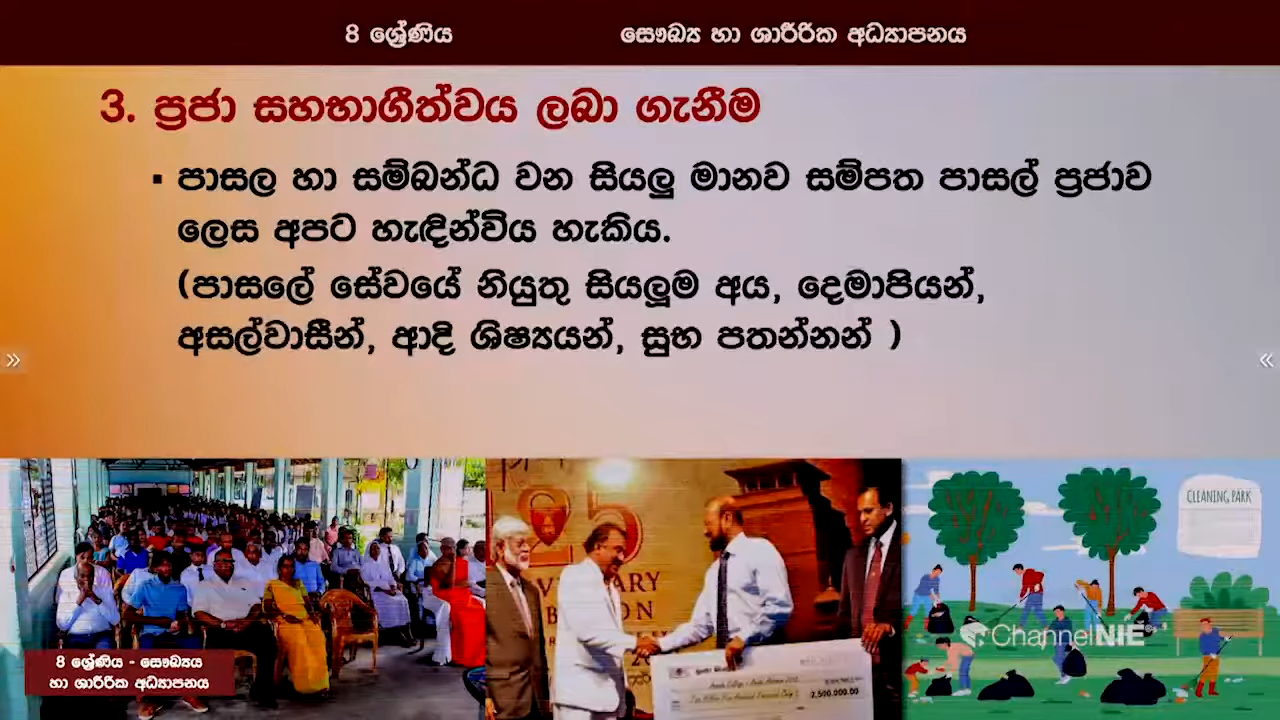 8 ශ්‍රේණිය
සෞඛ්‍ය හා ශාරීරික අධ්‍යාපනය
3. ප්‍රජා සහභාගීත්වය ලබා ගැනීම
▪ පාසල හා සම්බන්ධ වන සියලු මානව සම්පත පාසල් ප්‍රජාව
ලෙස අපට හැඳින්විය හැකිය.
(පාසලේ සේවයේ නියුතු සියලූම අය, දෙමාපියන්,
අසල්වාසීන්, ආදි ශිෂ්‍යයන්, සුභ පතන්නන් )
»
«
25
CLEANING PARK
ChannelNIE
2,500,000.00
8 ශ්‍රේණිය - සෞඛ්‍යය
හා ශාරීරික අධ්‍යාපනය